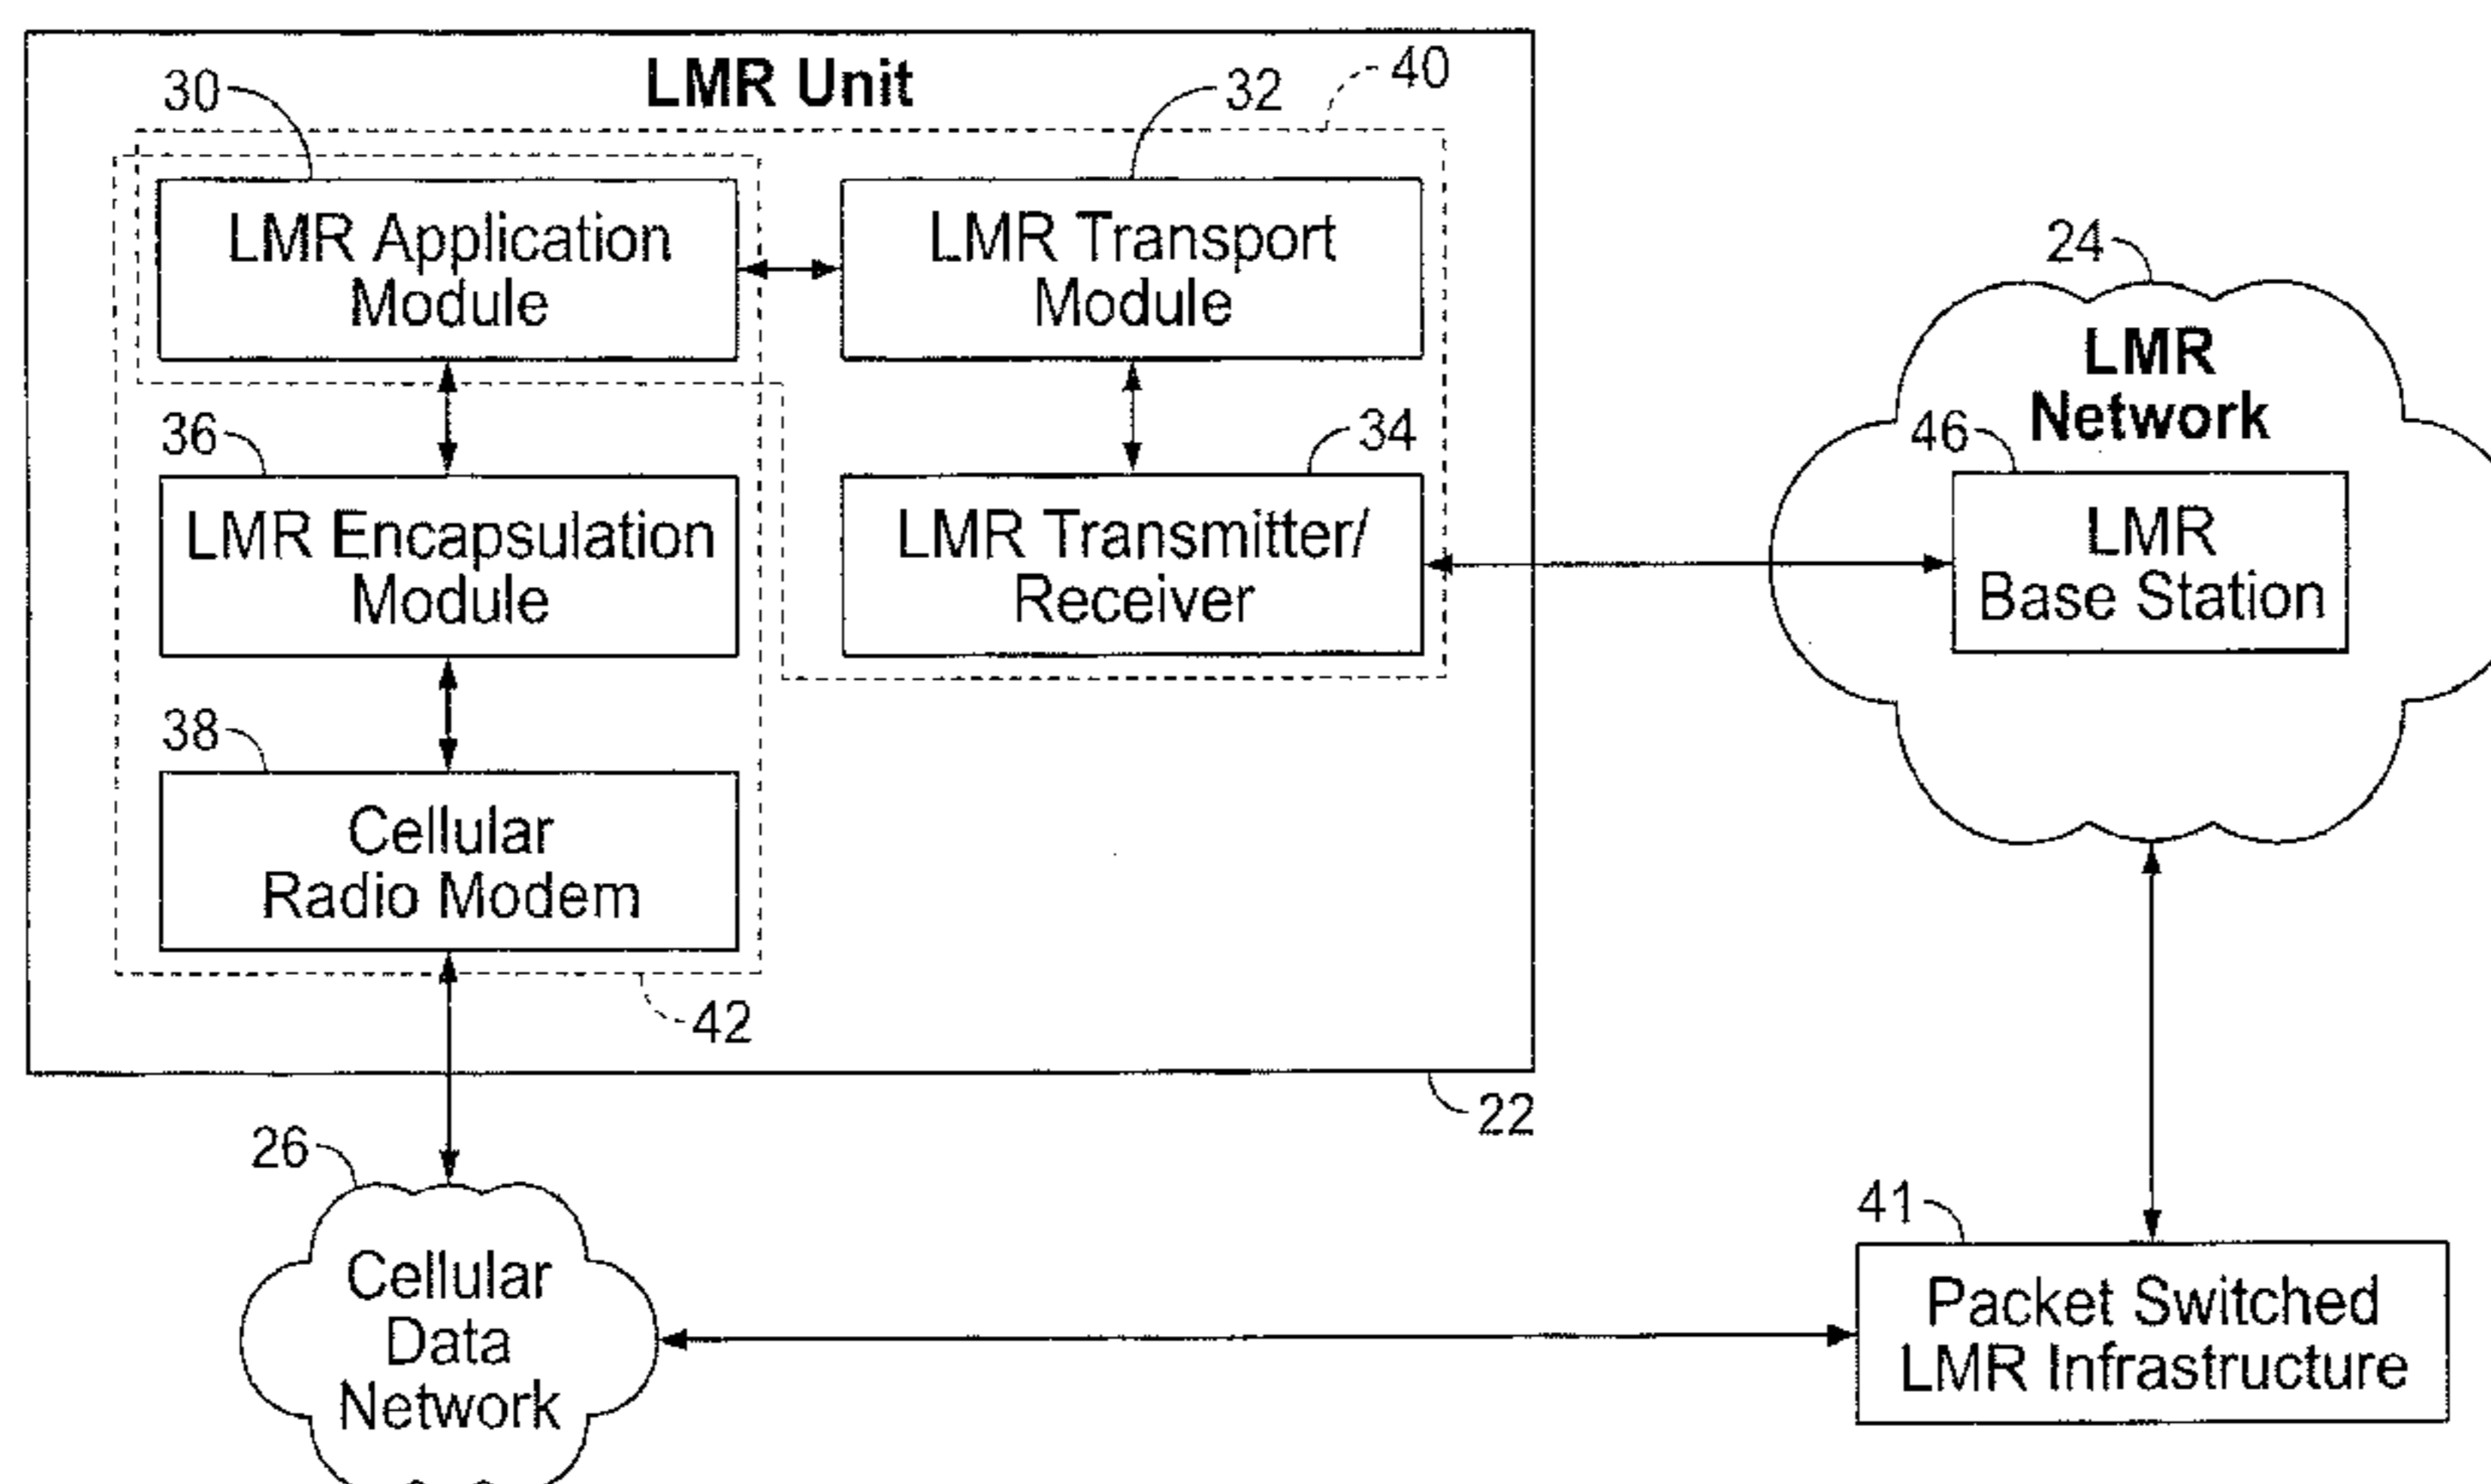 LMR Unit
40
30
32
LMR Application
Module
LMR Transport
Module
24
LMR
Network
36
34
46
LMR Encapsulation
Module
LMR Transmitter/
Receiver
LMR
Base Station
38
Cellular
Radio Modem
42
22
26
41
Cellular
Data
Network
Packet Switched
LMR Infrastructure